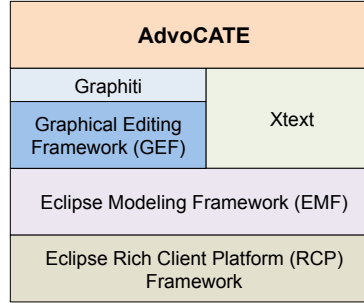 AdvoCATE
Graphiti
Graphical Editing
Framework (GEF)
Xtext
Eclipse Modeling Framework (EMF)
Eclipse Rich Client Platform (RCP)
Framework